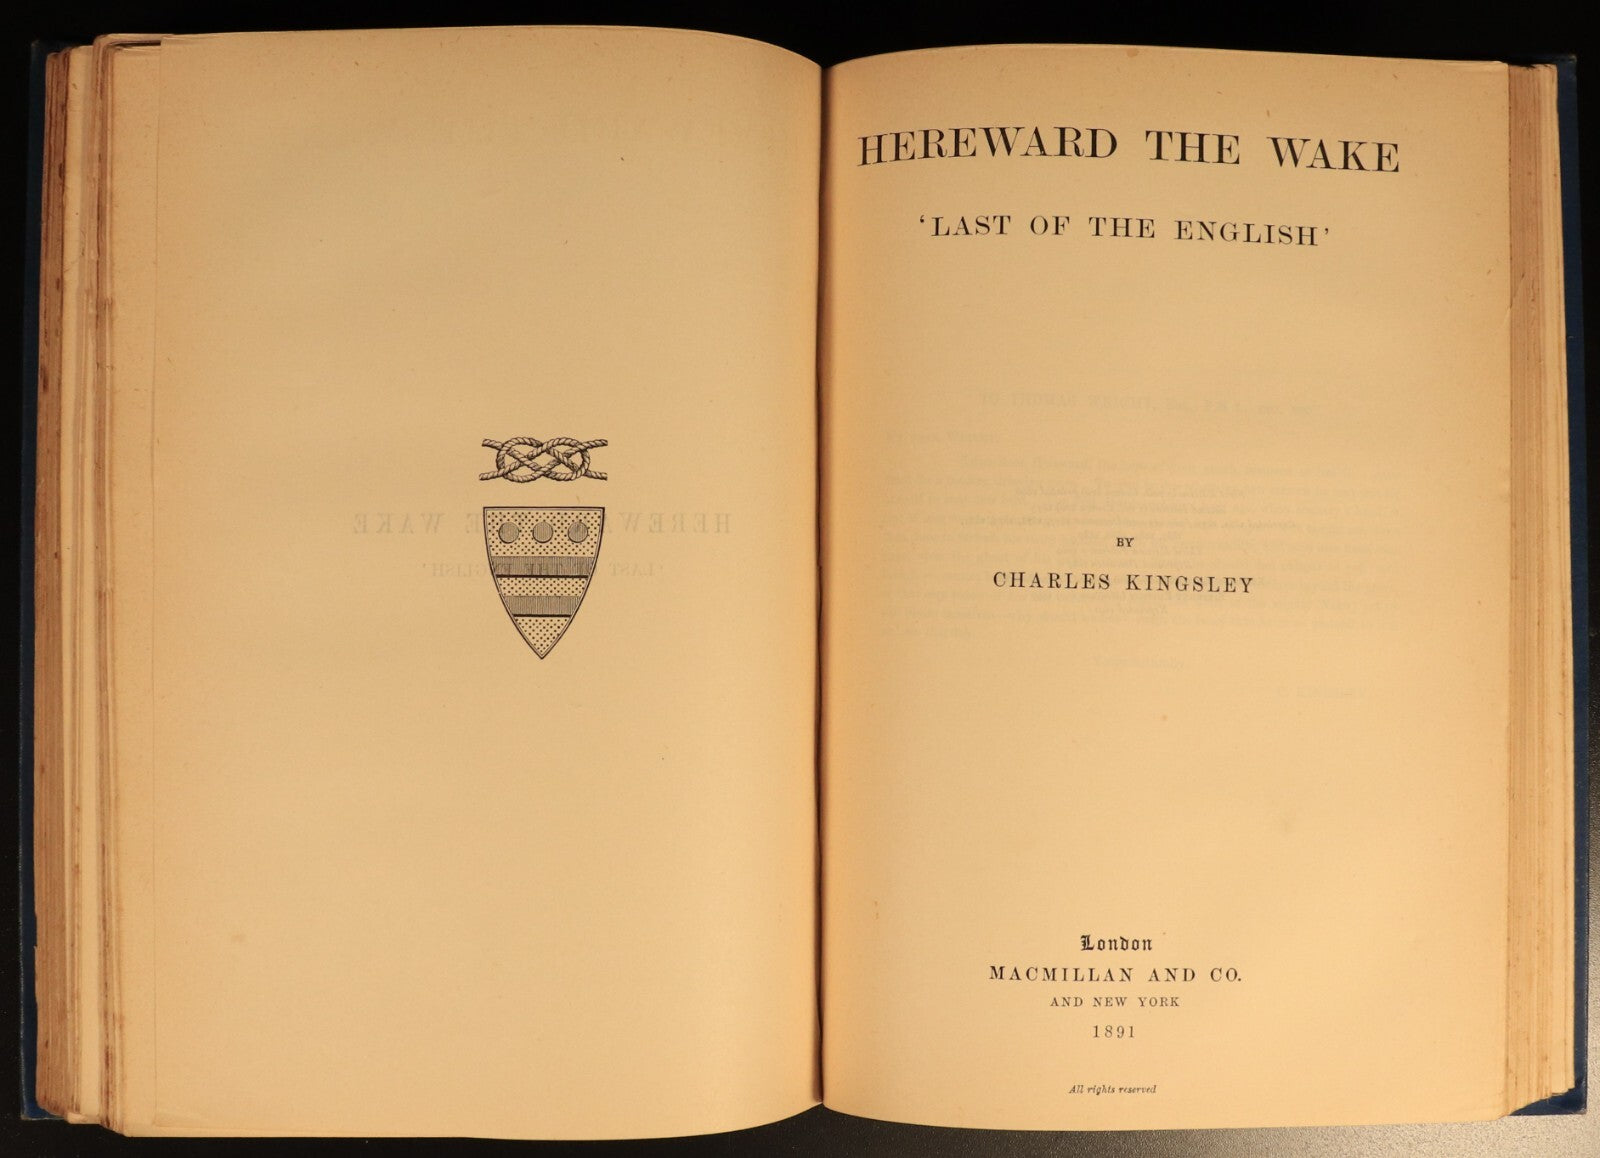 HEREWARD THE WAKE
'LAST OF THE ENGLISH'
BY
CHARLES KINGSLEY
London
MACMILLAN AND CO.
AND NEW YORK
1891
All rights reserved